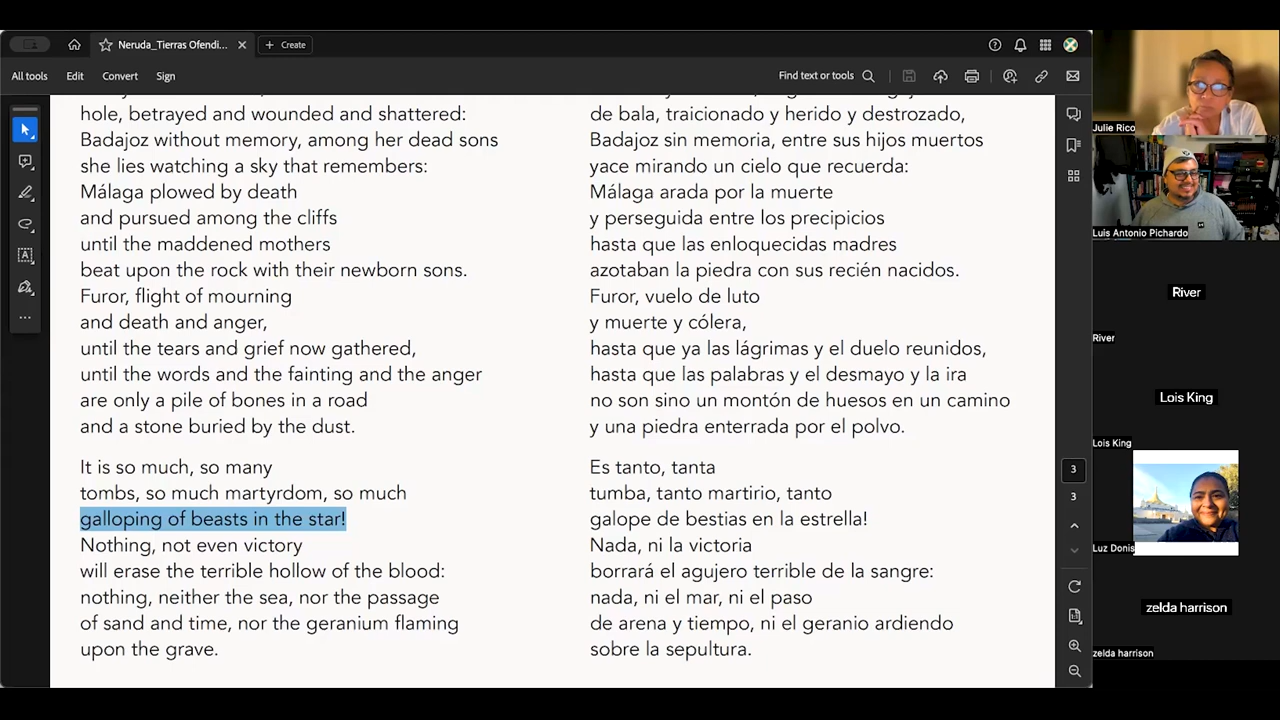 Neruda_Tierras Ofendi...
Create
All tools
Edit
Convert
Sign
Find text or tools
hole, betrayed and wounded and shattered:
Badajoz without memory, among her dead sons
she lies watching a sky that remembers:
Málaga plowed by death
and pursued among the cliffs
until the maddened mothers
beat upon the rock with their newborn sons.
Furor, flight of mourning
and death and anger,
until the tears and grief now gathered,
until the words and the fainting and the anger
are only a pile of bones in a road
and a stone buried by the dust.
It is so much, so many
tombs, so much martyrdom, so much
galloping of beasts in the star!
Nothing, not even victory
will erase the terrible hollow of the blood:
nothing, neither the sea, nor the passage
of sand and time, nor the geranium flaming
upon the grave.
de bala, traicionado y herido y destrozado,
Badajoz sin memoria, entre sus hijos muertos
yace mirando un cielo que recuerda:
Málaga arada por la muerte
y perseguida entre los precipicios
hasta que las enloquecidas madres
azotaban la piedra con sus recién nacidos.
Furor, vuelo de luto
y muerte y cólera,
hasta que ya las lágrimas y el duelo reunidos,
hasta que las palabras y el desmayo y la ira
no son sino un montón de huesos en un camino
y una piedra enterrada por el polvo.
Es tanto, tanta
tumba, tanto martirio, tanto
galope de bestias en la estrella!
Nada, ni la victoria
borrará el agujero terrible de la sangre:
nada, ni el mar, ni el paso
de arena y tiempo, ni el geranio ardiendo
sobre la sepultura.
3
3
Julie Rico
Luis Antonio Pichardo
River
River
Lois King
Lois King
Luz Donis
zelda harrison
zelda harrison